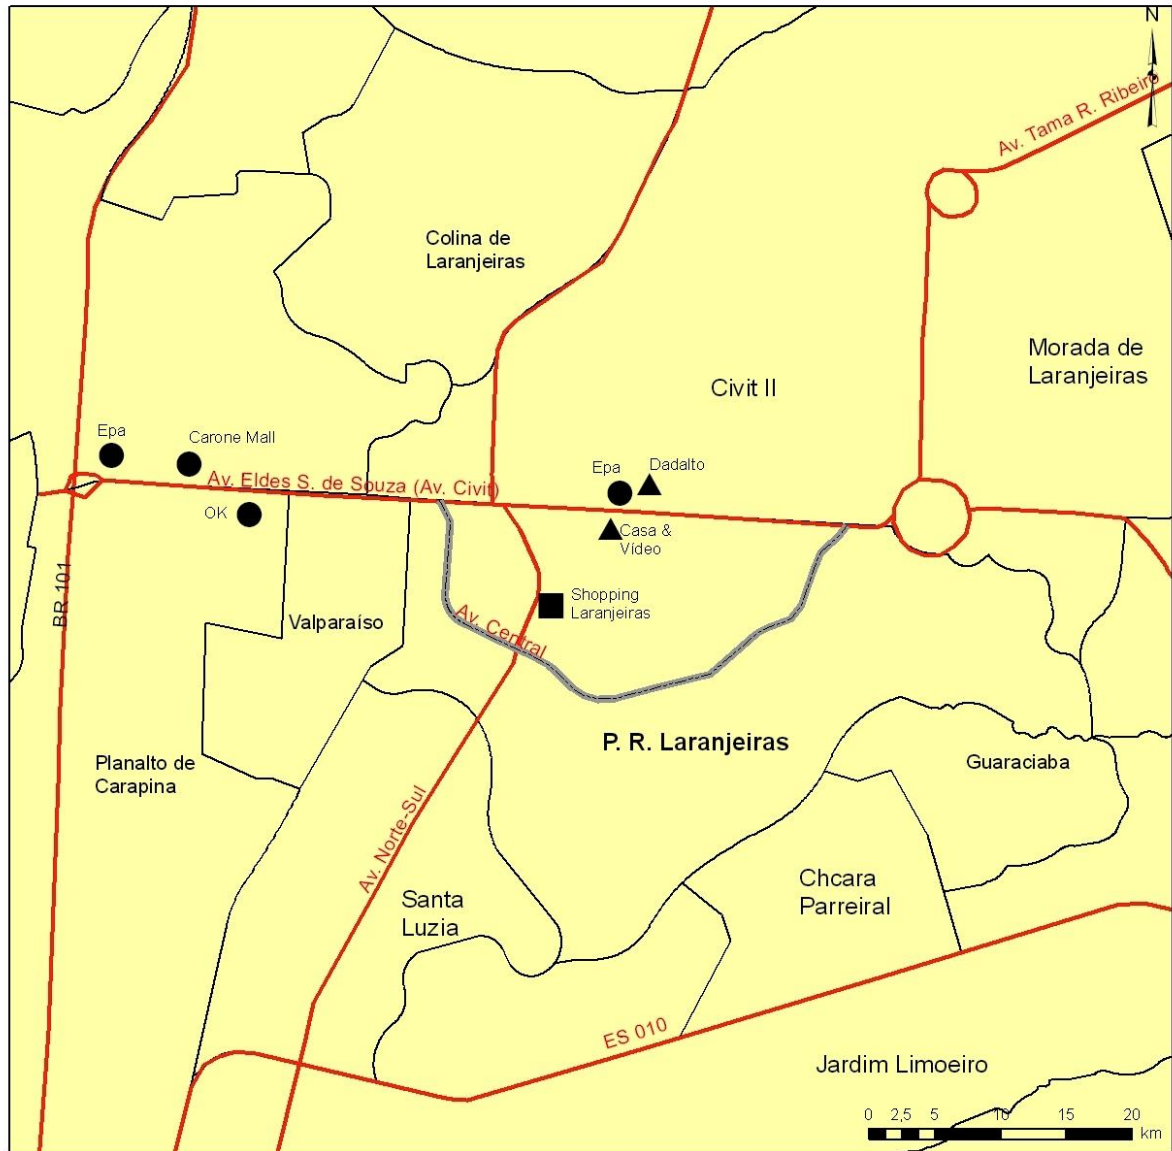 N
Av. Tama R. Ribeiro
Colina de
Laranjeiras
Morada de
Laranjeiras
Civit II
Epa
Carone Mall
Epa
Dadalto
Av. Eldes S. de Souza (Av. Civit)
OK
Casa &
Vídeo
BR 101
Shopping
Laranjeiras
Valparaíso
Av. Central
P. R. Laranjeiras
Planalto de
Carapina
Guaraciaba
Av. Norte-Sul
Santa
Luzia
Chcara
Parreiral
ES 010
Jardim Limoeiro
0 2,5 5 10 15 20
km